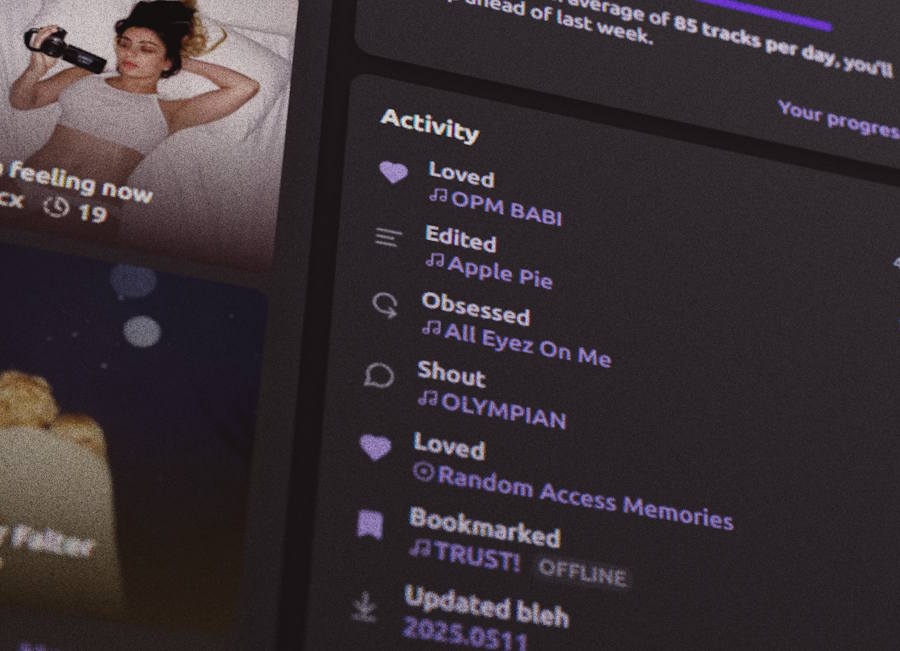 average of 85 tracks per day, you'll
ahead of last week.
Your progres
feeling now
cx 19
Falter
Activity
Loved
OPM BABI
Edited
Apple Pie
Obsessed
All Eyez On Me
Shout
OLYMPIAN
Loved
Random Access Memories
Bookmarked
TRUST! OFFLINE
Updated bleh
2025.0511